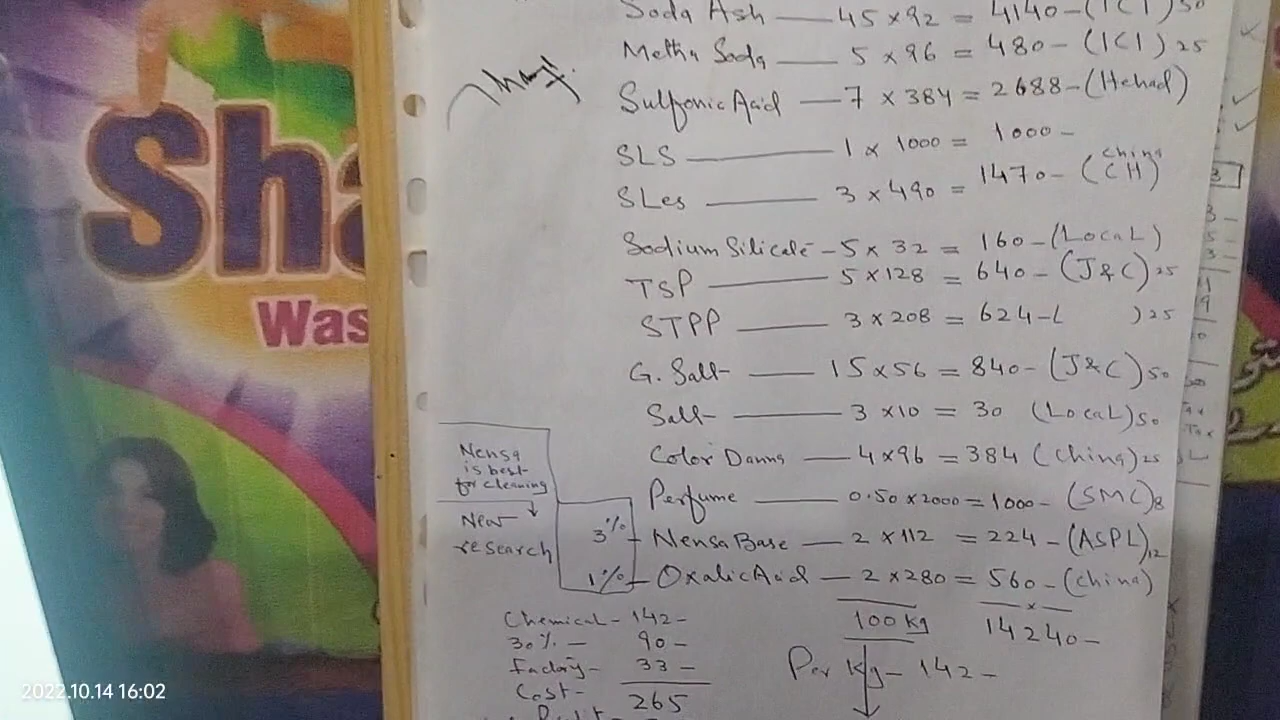 Soda Ash — 45 x 92 = 4140 - (ICI) 50
Metha Soda — 5 x 96 = 480 - (ICI) 25
Sulfonic Acid — 7 x 384 = 2688 - (Hehad)
SLS — 1 x 1000 = 1000 -
SLes — 3 x 490 = 1470 - (CH) China
Sodium Silicate - 5 x 32 = 160 - (Local)
TSP — 5 x 128 = 640 - (J & C) 25
STPP — 3 x 208 = 624 - ( ) 25
G. Salt — 15 x 56 = 840 - (J & C) 50
Salt — 3 x 10 = 30 (Local) 50
Color Danna — 4 x 96 = 384 (China) 25
Perfume — 0.50 x 2000 = 1000 - (SMC) 8
3% - Nensa Base — 2 x 112 = 224 - (ASPL) 12
1% - Oxalic Acid — 2 x 280 = 560 - (China)
100 kg 14240 -
Per Kg - 142 -
Nensa
is best
for cleaning
New
research
Chemical - 142 -
30% - 90 -
Factory - 33 -
Cost - 265
Sha
Was
2022.10.14 16:02